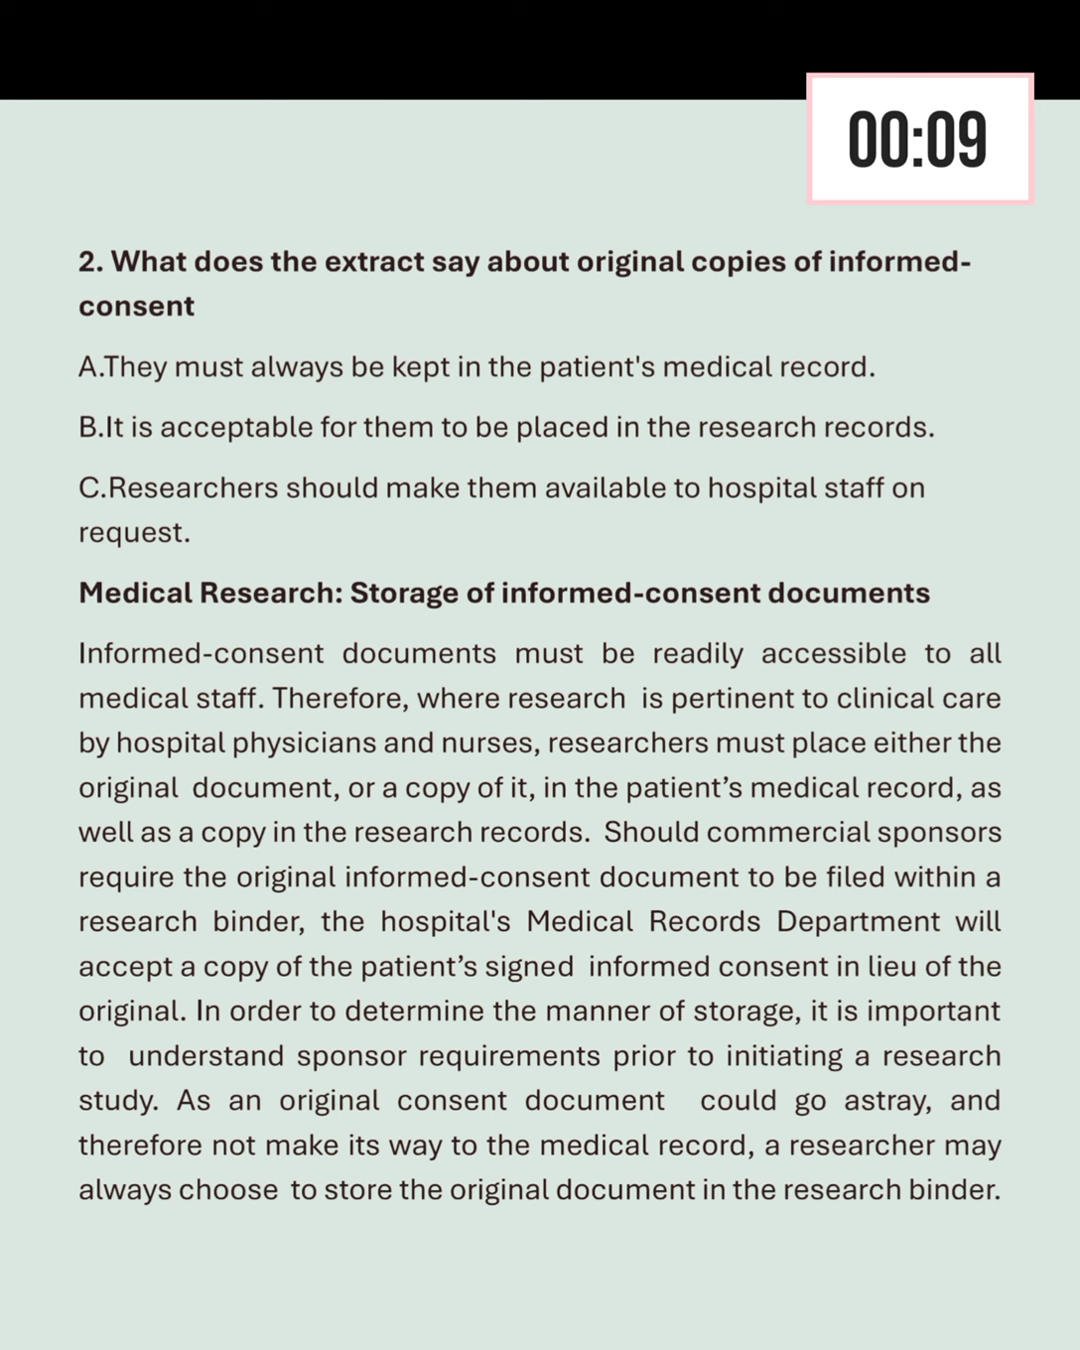 00:09
2. What does the extract say about original copies of informed-
consent
A.They must always be kept in the patient's medical record.
B.It is acceptable for them to be placed in the research records.
C.Researchers should make them available to hospital staff on
request.
Medical Research: Storage of informed-consent documents
Informed-consent documents must be readily accessible to all
medical staff. Therefore, where research is pertinent to clinical care
by hospital physicians and nurses, researchers must place either the
original document, or a copy of it, in the patient’s medical record, as
well as a copy in the research records. Should commercial sponsors
require the original informed-consent document to be filed within a
research binder, the hospital's Medical Records Department will
accept a copy of the patient’s signed informed consent in lieu of the
original. In order to determine the manner of storage, it is important
to understand sponsor requirements prior to initiating a research
study. As an original consent document could go astray, and
therefore not make its way to the medical record, a researcher may
always choose to store the original document in the research binder.